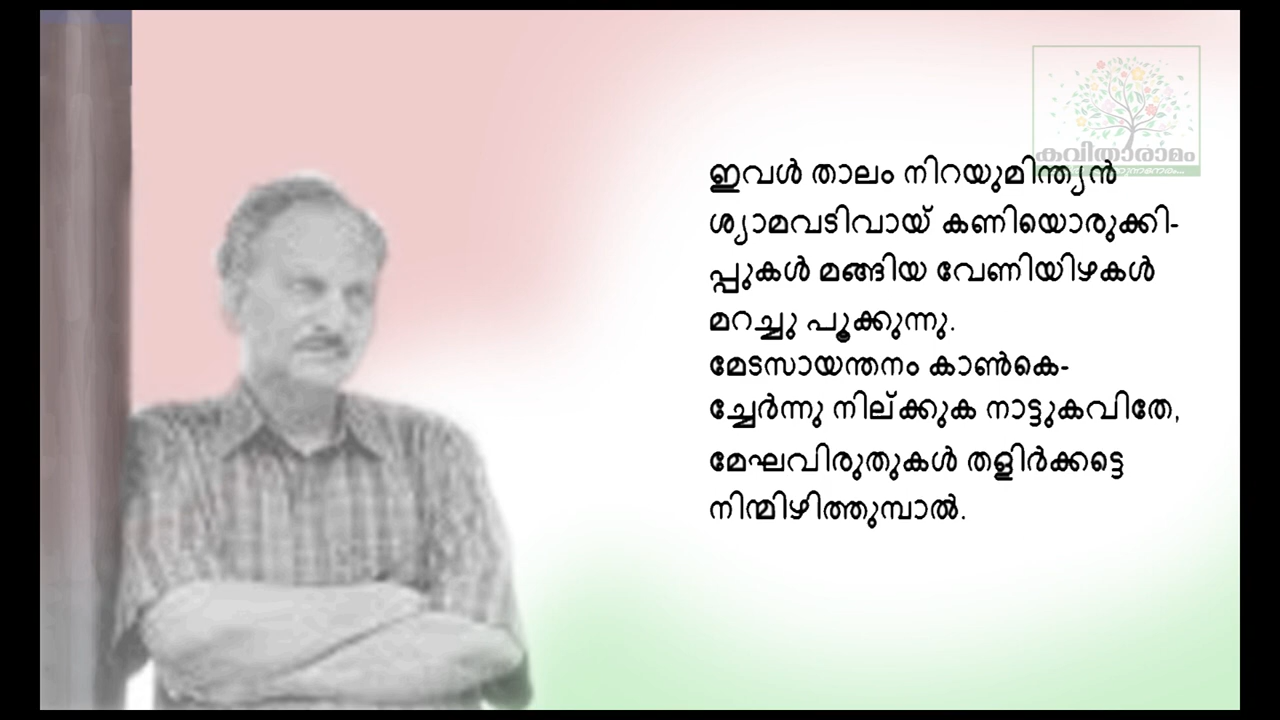 കവിതാരാമം
ഇവൾ താലം നിറയുമിന്ത്യൻ
ശ്യാമവടിവായ് കണിയൊരുക്കി-
പ്പൂകൾ മങ്ങിയ വേണിയിഴകൾ
മറച്ചു പൂക്കുന്നു.
മേടസായന്തനം കാൺകെ-
ച്ചേർന്നു നില്ക്കുക നാട്ടുകവിതേ,
മേഘവിരുതുകൾ തളിർക്കട്ടെ
നിന്മിഴിത്തുമ്പാൽ.